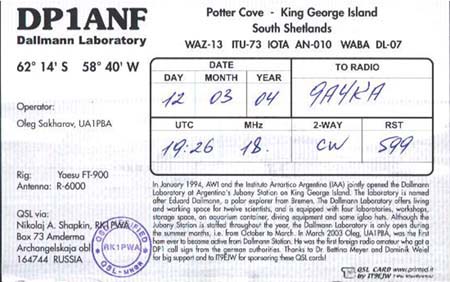 DP1ANF
Dallmann Laboratory
62° 14' S 58° 40' W
Potter Cove - King George Island
South Shetlands
WAZ-13 ITU-73 IOTA AN-010 WABA DL-07
DATE
TO RADIO
DAY MONTH YEAR
12 03 04
9A4KA
UTC MHz 2-WAY RST
19:26 18. CW 599
Operator:
Oleg Sakharov, UA1PBA
Rig: Yaesu FT-900
Antenna: R-6000
QSL via:
Nikolaj A. Shapkin, RK1PWA
Box 73 Amderma
Archangelskaja obl
164744 RUSSIA
RK1PWA
In January 1994, AWI and the Instituto Antartico Argentino (IAA) jointly opened the Dallmann
Laboratory at Argentina's Jubany Station on King George Island. The laboratory is named
after Eduard Dallmann, a polar explorer from Bremen. The Dallmann Laboratory offers living
and working space for twelve scientists, and is equipped with four laboratories, workshops,
storage space, an aquarium container, diving equipment and some igloo huts. Although the
Jubany Station is staffed throughout the year, the Dallmann Laboratory is only open during
the summer months, i.e. from October to March. In March 2003 Oleg, UA1PBA, was the first
ham ever to become active from Dallmann Station. He was the first foreign radio amateur who got a
DP1 call sign from the german authorities. Thanks to Dr. Bettina Meyer and Dominik Weiel
for big support and to IT9EJW for sponsoring these QSL cards!
QSL CARD www.printed.it
by IT9EJW